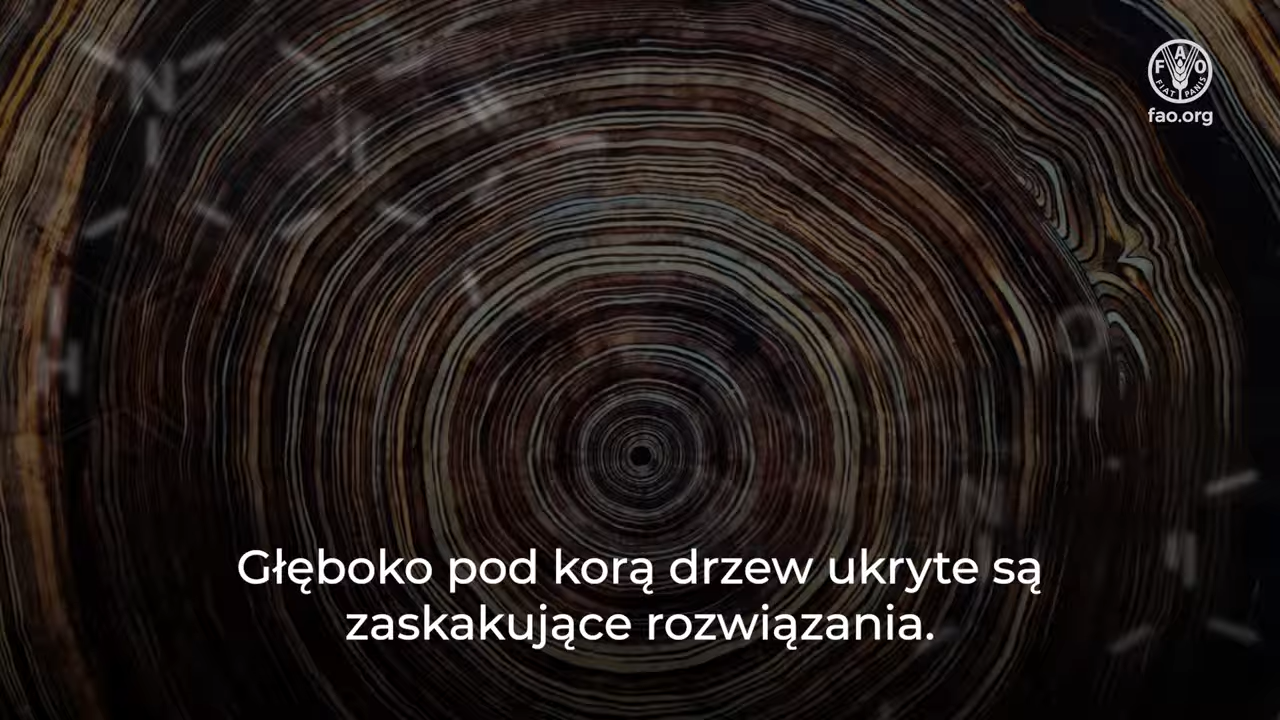 FAO
FIAT PANIS
fao.org
N
H
O
Głęboko pod korą drzew ukryte są
zaskakujące rozwiązania.